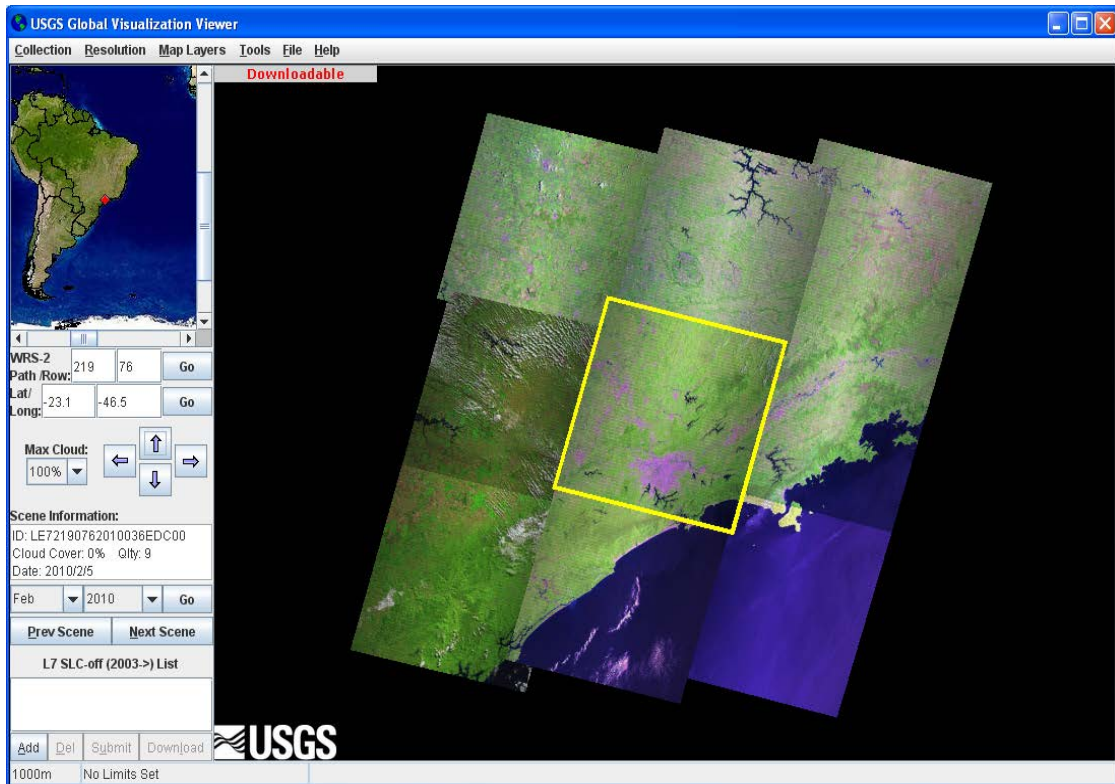 USGS Global Visualization Viewer
Collection Resolution Map Layers Tools File Help
Downloadable
WRS-2
Path /Row: 219 76 Go
Lat/
Long: -23.1 -46.5 Go
Max Cloud:
100%
Scene Information:
ID: LE72190762010036EDC00
Cloud Cover: 0% Qlty: 9
Date: 2010/2/5
Feb 2010 Go
Prev Scene Next Scene
L7 SLC-off (2003->) List
Add Del Submit Download
USGS
1000m No Limits Set